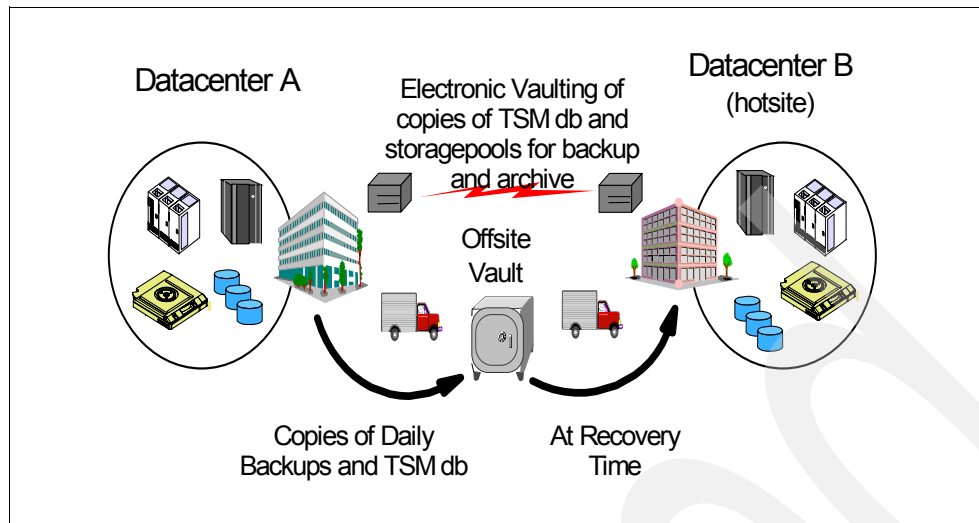 Datacenter A
Electronic Vaulting of
copies of TSM db and
storagepools for backup
and archive
Datacenter B
(hotsite)
Offsite
Vault
Copies of Daily
Backups and TSM db
At Recovery
Time